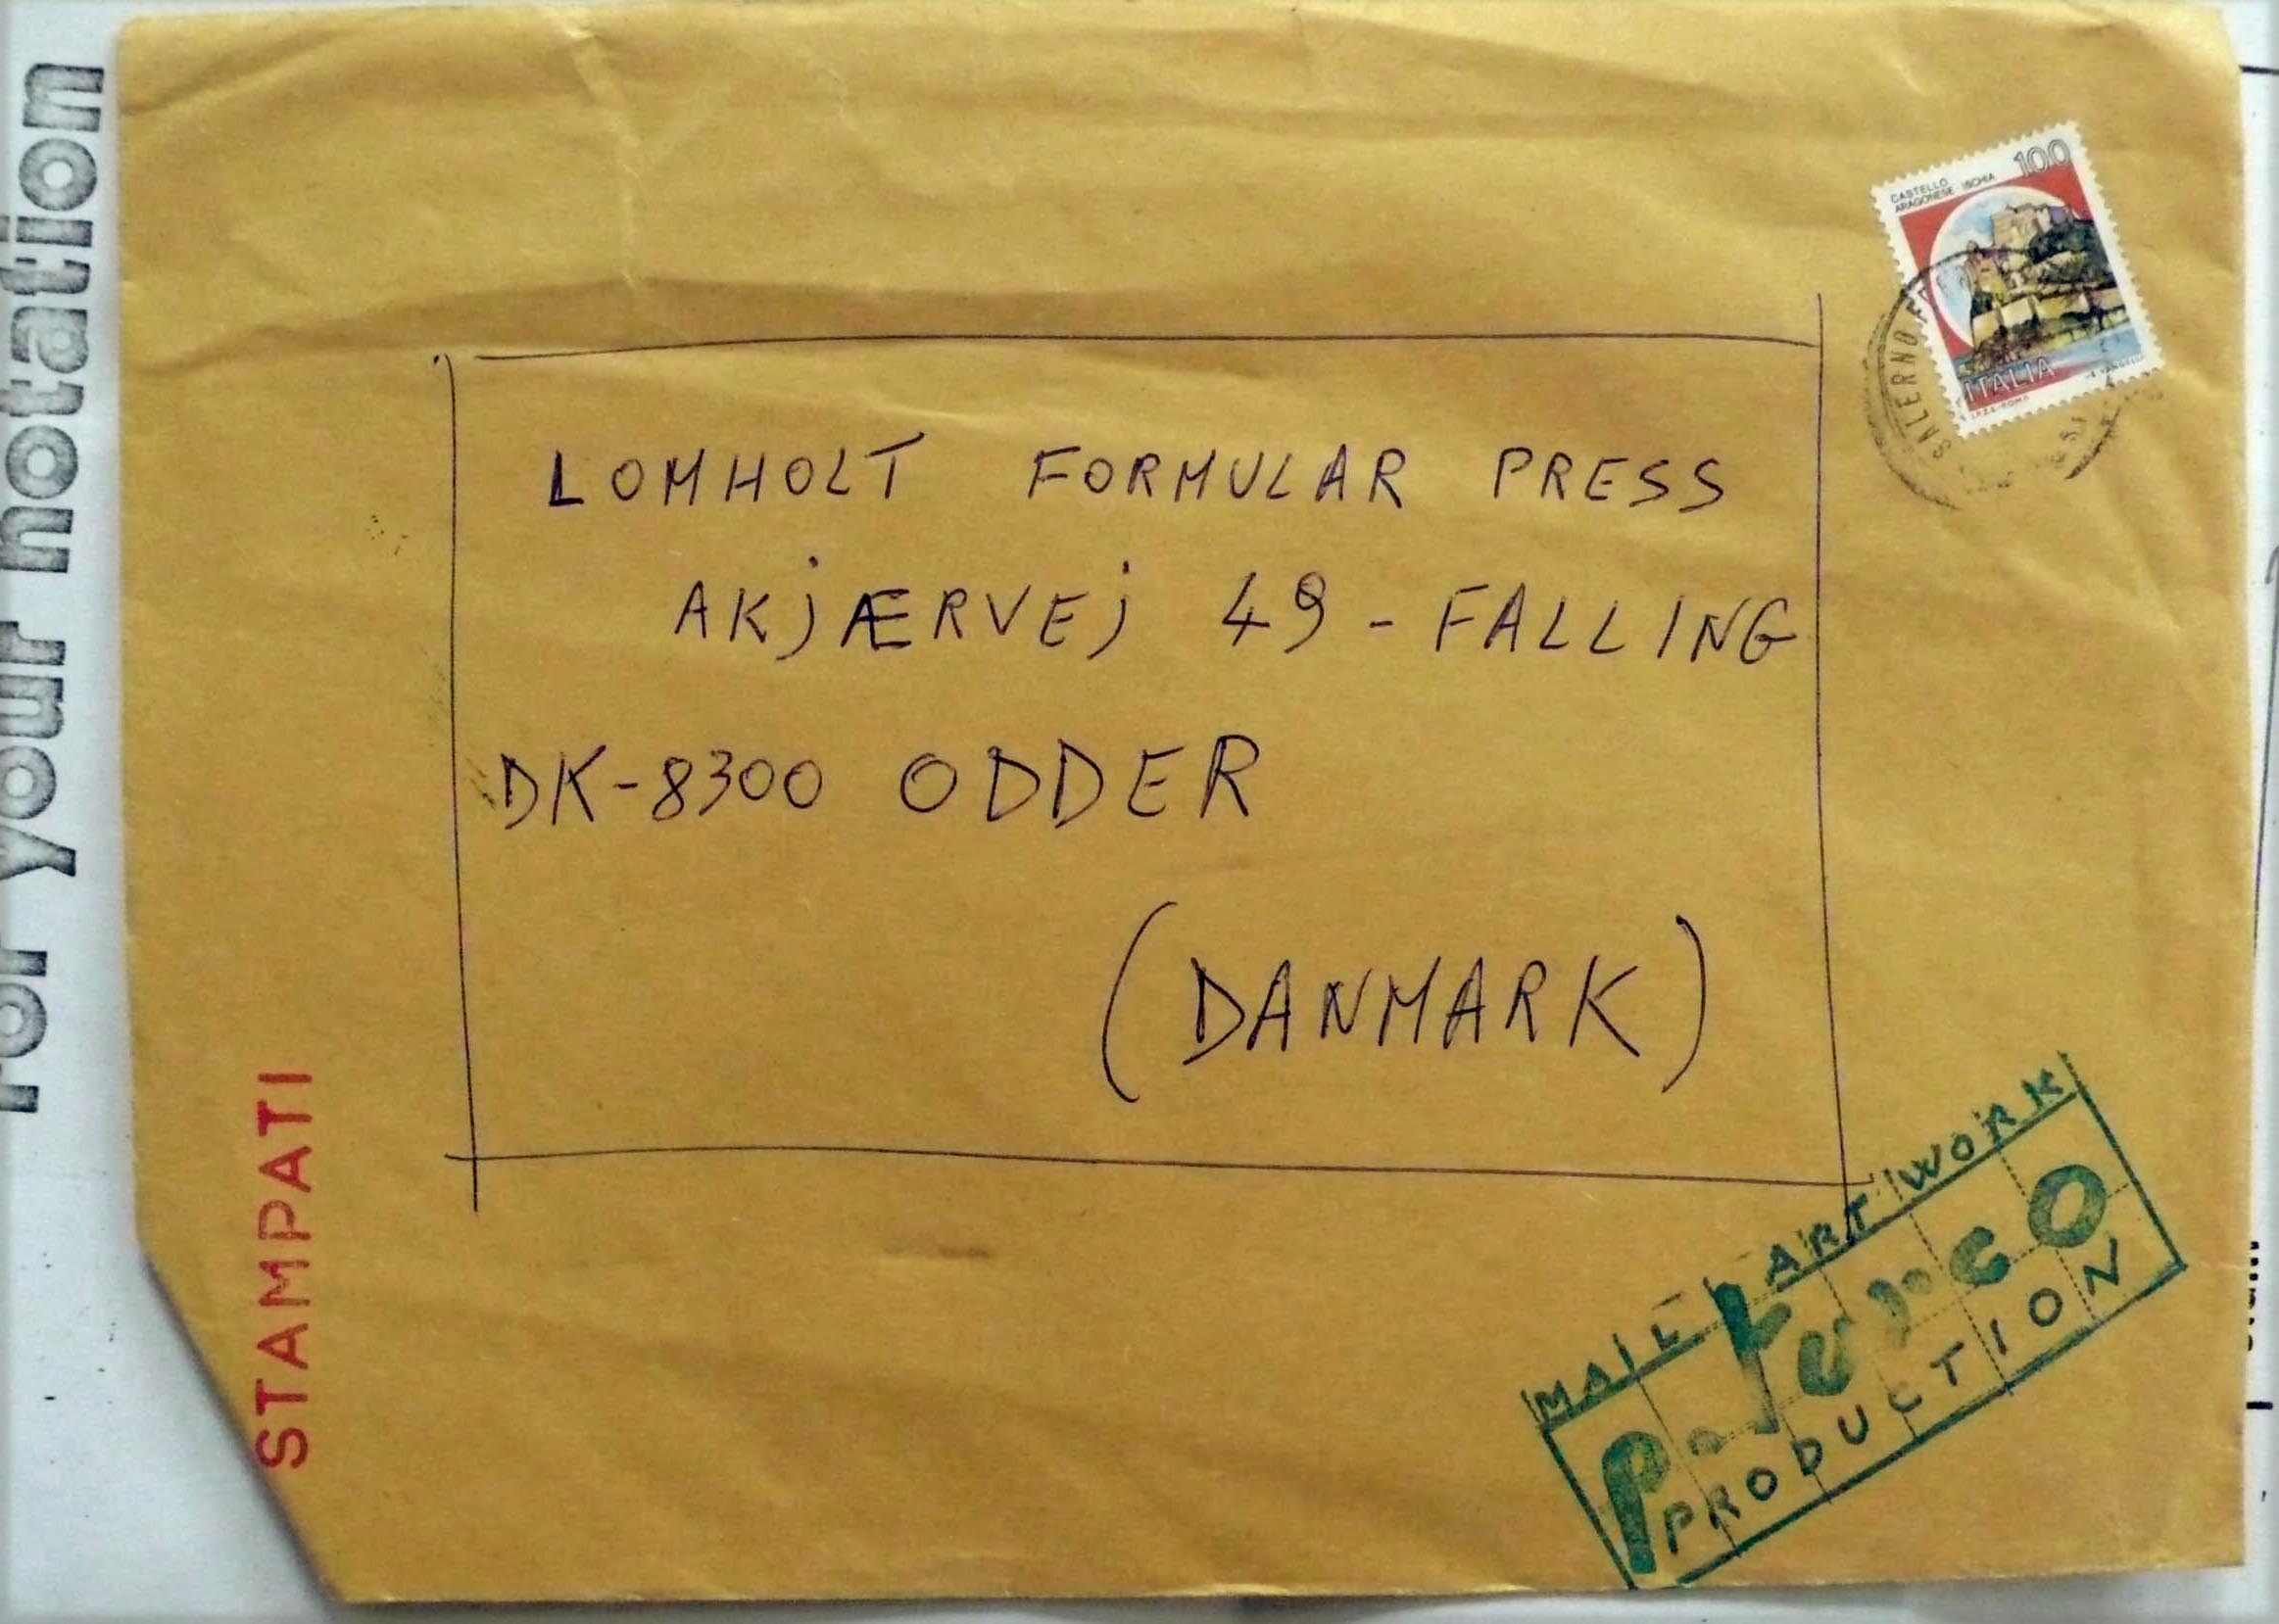 for your notation
100
CASTELLO
ARAGONESE ISCHIA
ITALIA
SALERNO
LOMHOLT FORMULAR PRESS
AKjÆRVEj 49 - FALLING
DK-8300 ODDER
(DANMARK)
STAMPATI
MAIL ART WORK
PRODUCTION